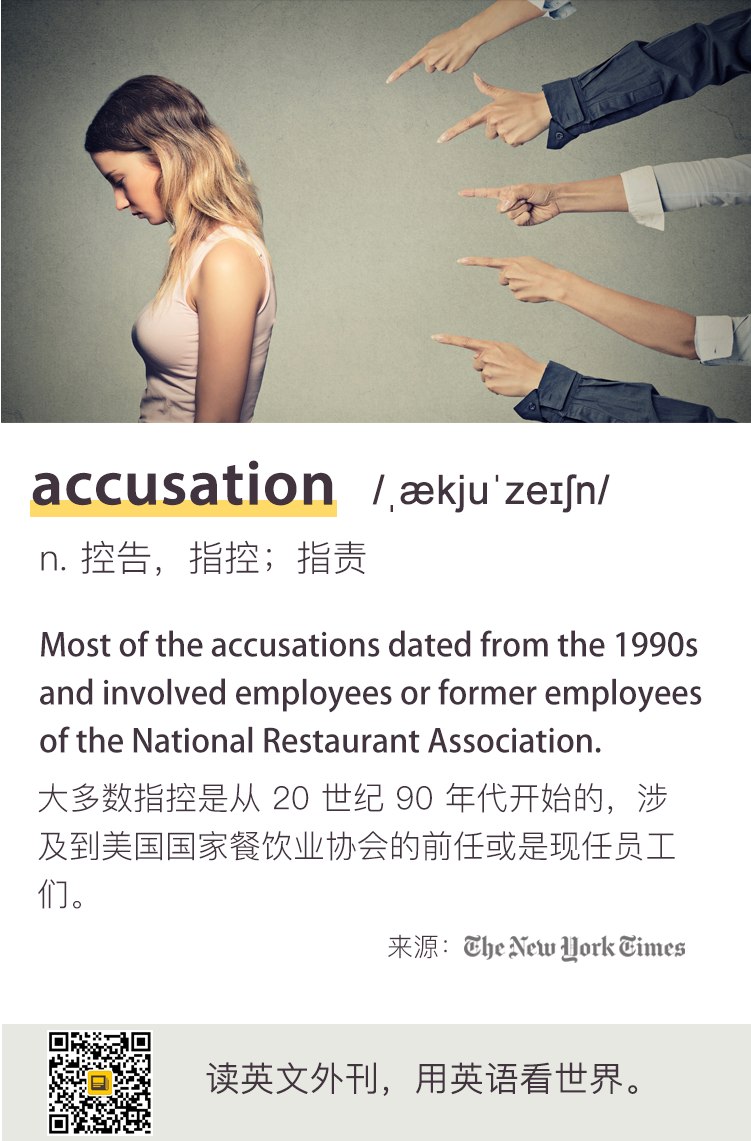 accusation /ˌækjuˈzeɪʃn/
n. 控告，指控；指责
Most of the accusations dated from the 1990s
and involved employees or former employees
of the National Restaurant Association.
大多数指控是从 20 世纪 90 年代开始的，涉
及到美国国家餐饮业协会的前任或是现任员工
们。
来源：The New York Times
读英文外刊，用英语看世界。